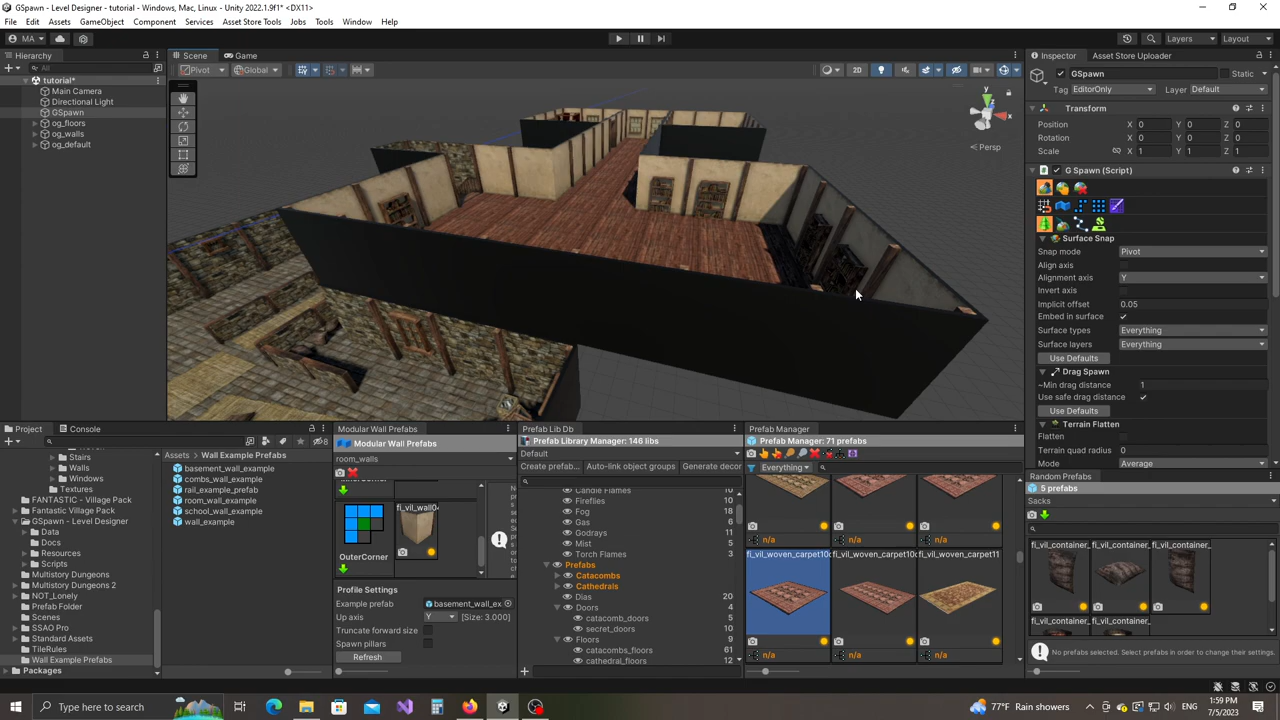 GSpawn - Level Designer - tutorial - Windows, Mac, Linux - Unity 2022.1.9f1* <DX11>
File Edit Assets GameObject Component Services Asset Store Tools Jobs Tools Window Help
MA Layers Layout
Hierarchy Scene Game Inspector Asset Store Uploader
All
Pivot Global 2D
tutorial*
Main Camera
Directional Light
GSpawn
og_floors
og_walls
og_default
y
x
Persp
GSpawn Static
Tag EditorOnly Layer Default
Transform
Position X 0 Y 0 Z 0
Rotation X 0 Y 0 Z 0
Scale X 1 Y 1 Z 1
G Spawn (Script)
Surface Snap
Snap mode Pivot
Align axis
Alignment axis Y
Invert axis
Implicit offset 0.05
Embed in surface
Surface types Everything
Surface layers Everything
Use Defaults
Drag Spawn
~Min drag distance 1
Use safe drag distance
Use Defaults
Terrain Flatten
Flatten
Terrain quad radius 0
Mode Average
Project Console
8
Stairs
Walls
Windows
Textures
FANTASTIC - Village Pack
Fantastic Village Pack
GSpawn - Level Designer
Data
Docs
Resources
Scripts
Multistory Dungeons
Multistory Dungeons 2
NOT_Lonely
Prefab Folder
Scenes
SSAO Pro
Standard Assets
TileRules
Wall Example Prefabs
Packages
Assets > Wall Example Prefabs
basement_wall_example
combs_wall_example
rail_example_prefab
room_wall_example
school_wall_example
wall_example
Modular Wall Prefabs
Modular Wall Prefabs
room_walls
fi_vil_wall04
OuterCorner
Profile Settings
Example prefab basement_wall_ex
Up axis Y [Size: 3.000]
Truncate forward size
Spawn pillars
Refresh
Prefab Lib Db
Prefab Library Manager: 146 libs
Default
Create prefab... Auto-link object groups Generate decor
Candle Flames 10
Fireflies 10
Fog 18
Gas 6
Godrays 11
Mist 5
Torch Flames 3
Prefabs
Catacombs
Cathedrals
Dias 20
Doors 4
catacomb_doors 5
secret_doors 10
Floors 9
catacombs_floors 61
cathedral_floors 12
Prefab Manager
Prefab Manager: 71 prefabs
Everything
n/a n/a n/a
fi_vil_woven_carpet10 fi_vil_woven_carpet10 fi_vil_woven_carpet11
n/a n/a n/a
Random Prefabs
5 prefabs
Sacks
fi_vil_container_ fi_vil_container_ fi_vil_container_
No prefabs selected. Select prefabs in order to change their settings.
Type here to search
77°F Rain showers
1:59 PM
7/5/2023